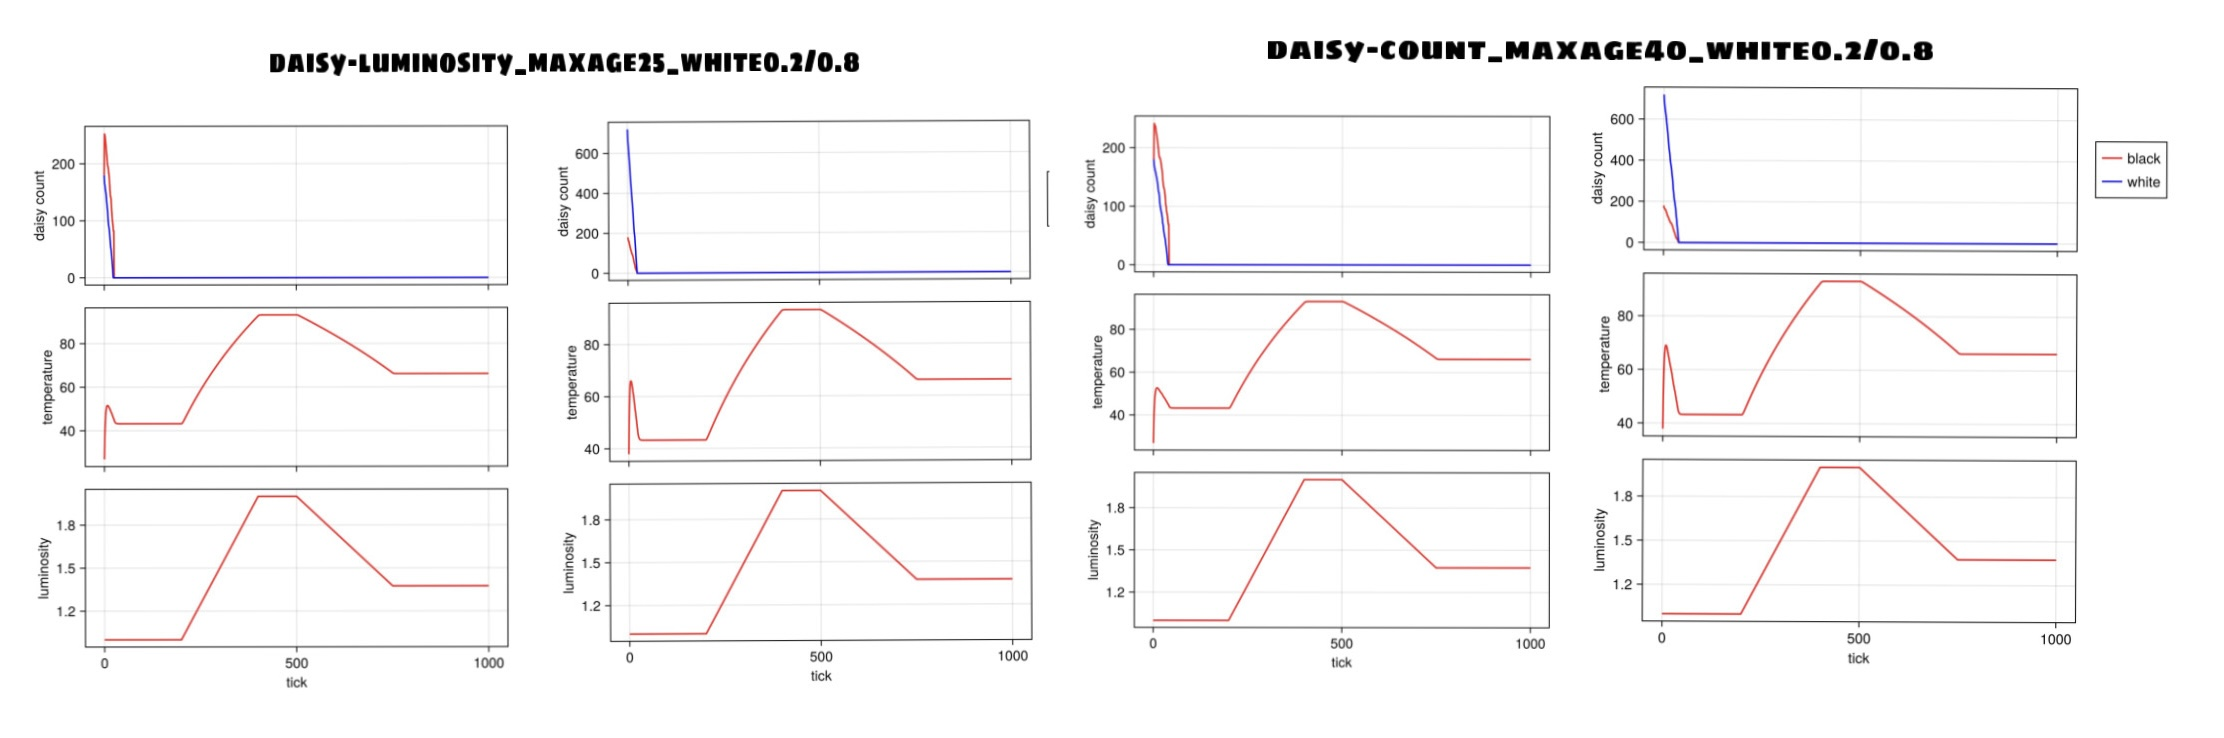 DAISY-LUMINOSITY_MAXAGE25_WHITE0.2/0.8
daisy count
200
100
0
temperature
80
60
40
luminosity
1.8
1.5
1.2
0
500
1000
tick
daisy count
600
400
200
0
temperature
80
60
40
luminosity
1.8
1.5
1.2
0
500
1000
tick
DAISY-COUNT_MAXAGE40_WHITE0.2/0.8
daisy count
200
100
0
temperature
80
60
40
luminosity
1.8
1.5
1.2
0
500
1000
tick
daisy count
600
400
200
0
temperature
80
60
40
luminosity
1.8
1.5
1.2
0
500
1000
tick
black
white